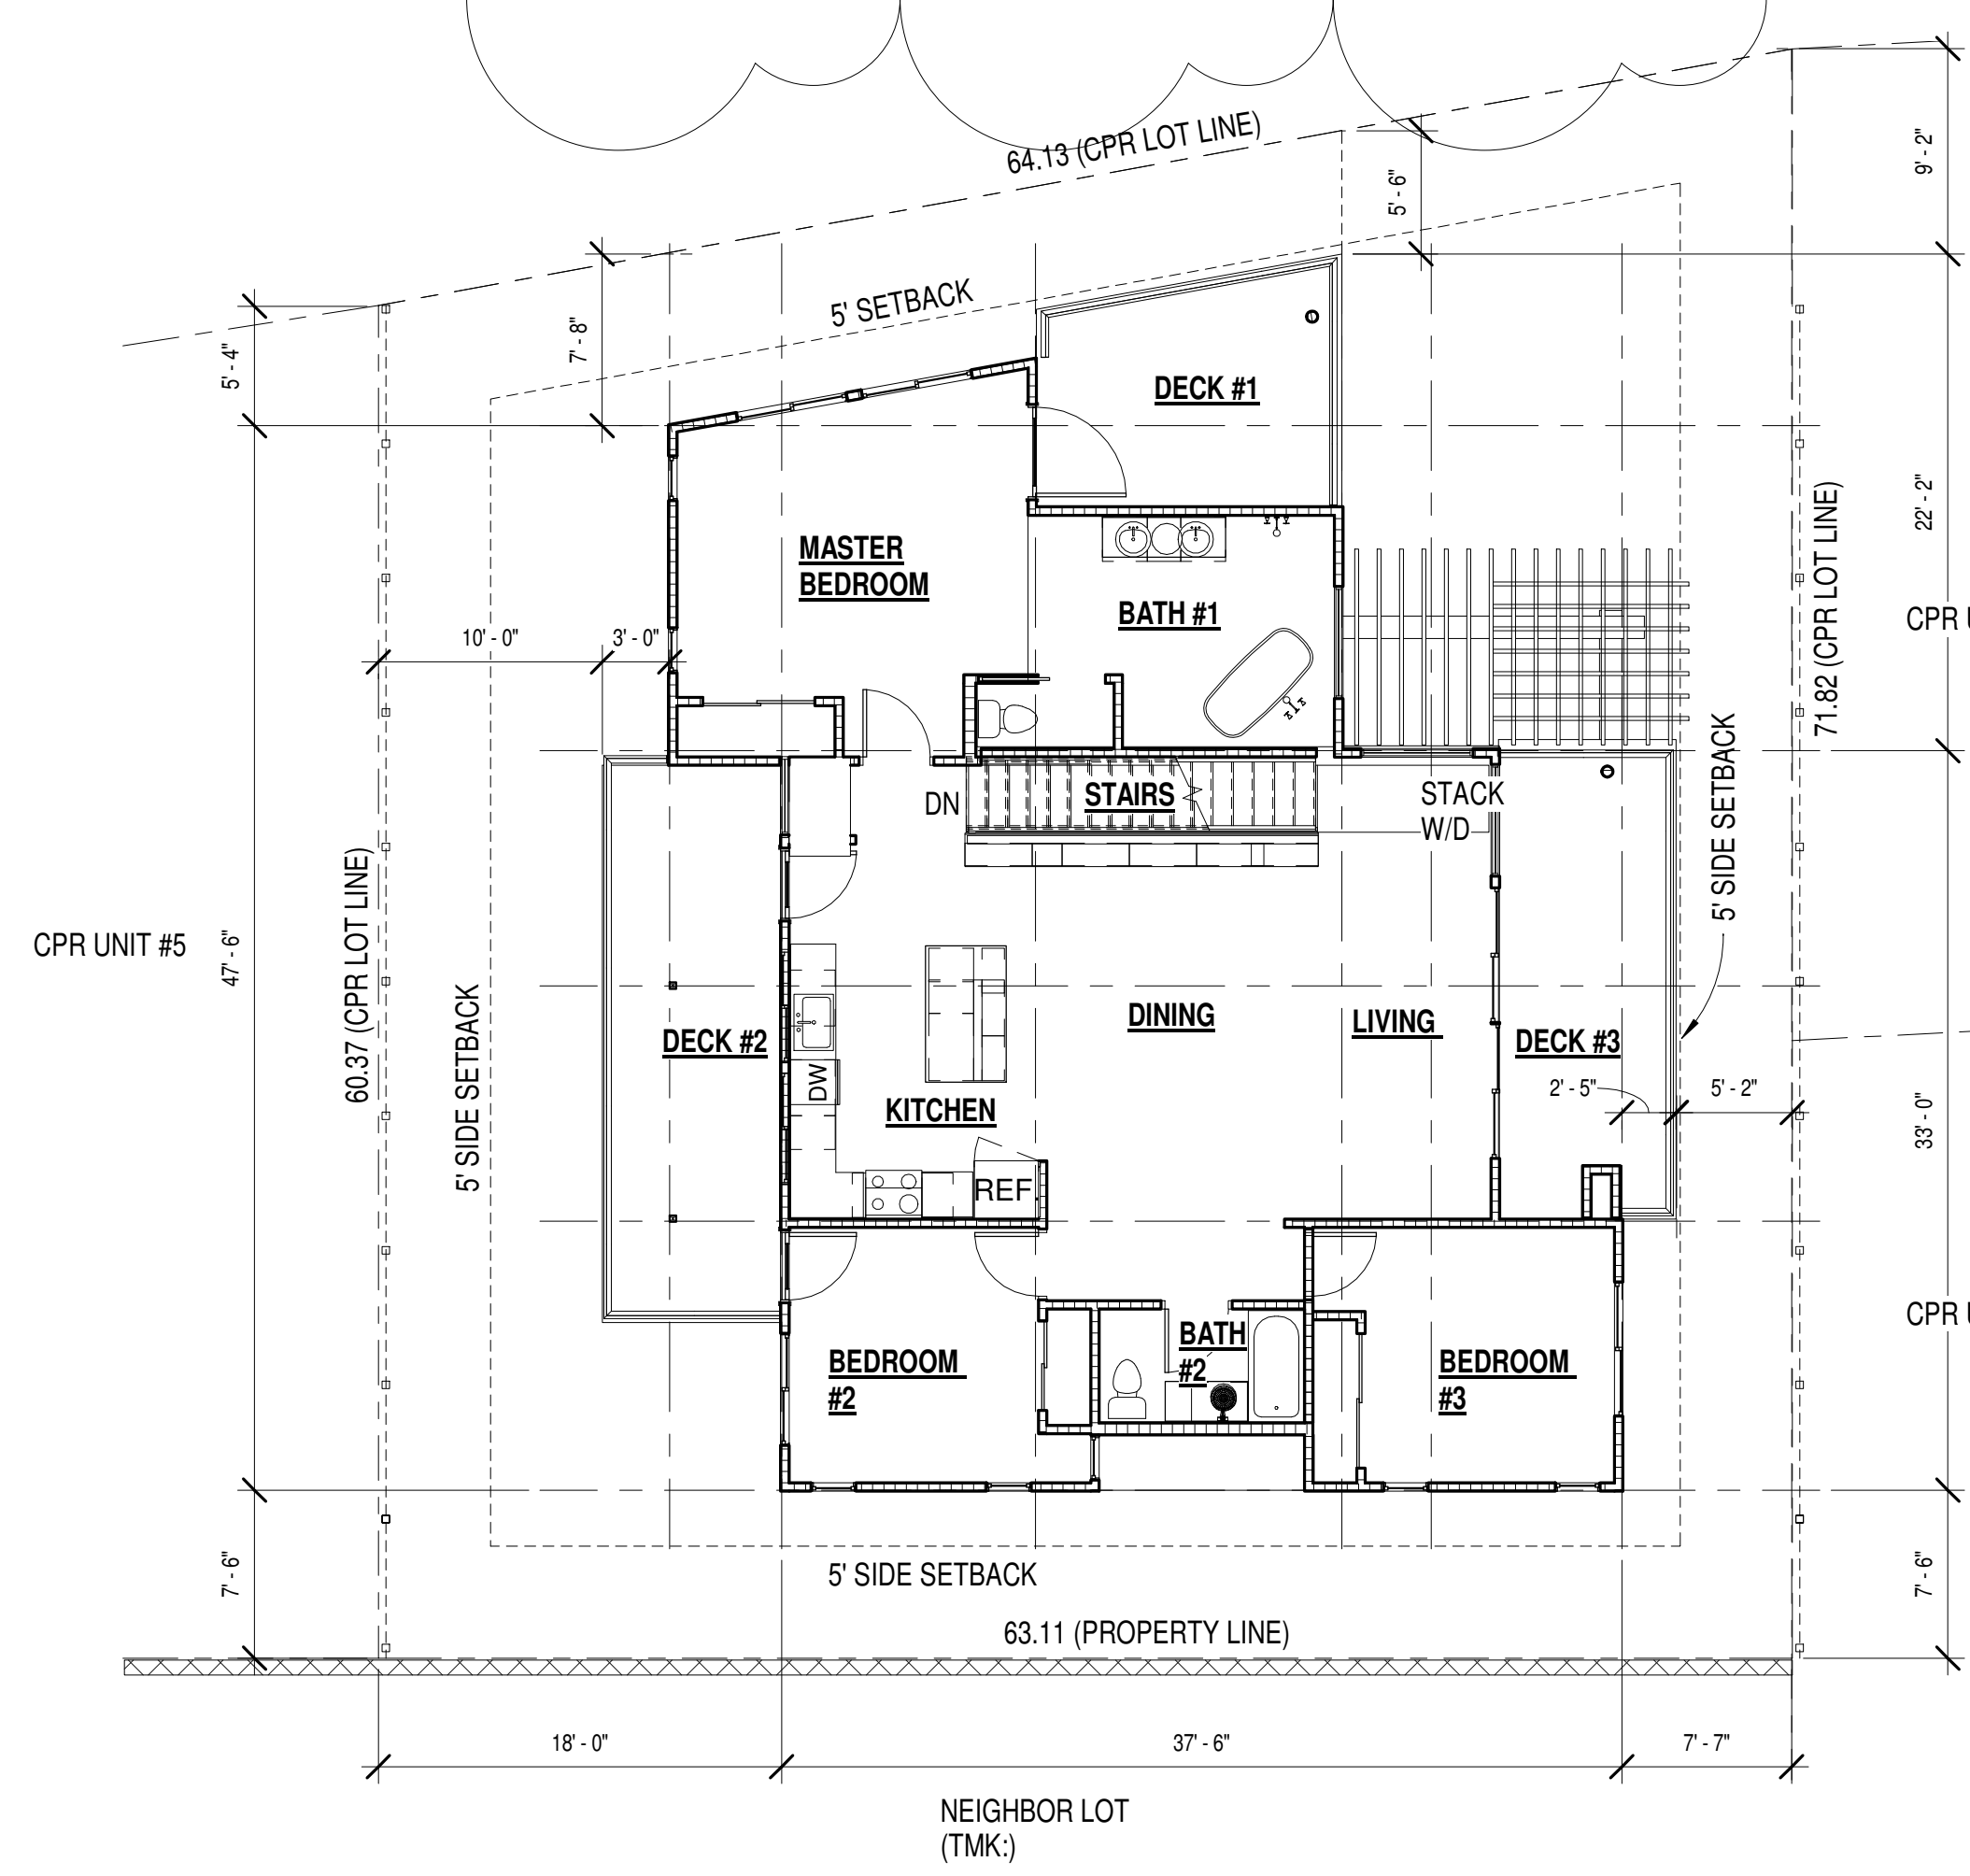 64.13 (CPR LOT LINE)
9' - 2"
5' - 6"
5' SETBACK
7' - 8"
5' - 4"
DECK #1
22' - 2"
71.82 (CPR LOT LINE)
MASTER
BEDROOM
BATH #1
CPR U
10' - 0"
3' - 0"
5' SIDE SETBACK
DN
STAIRS
STACK
W/D
CPR UNIT #5
47' - 6"
60.37 (CPR LOT LINE)
5' SIDE SETBACK
DECK #2
DW
KITCHEN
DINING
LIVING
DECK #3
2' - 5"
5' - 2"
33' - 0"
REF
CPR U
BEDROOM
#2
BATH
#2
BEDROOM
#3
7' - 6"
5' SIDE SETBACK
7' - 6"
63.11 (PROPERTY LINE)
18' - 0"
37' - 6"
7' - 7"
NEIGHBOR LOT
(TMK:)